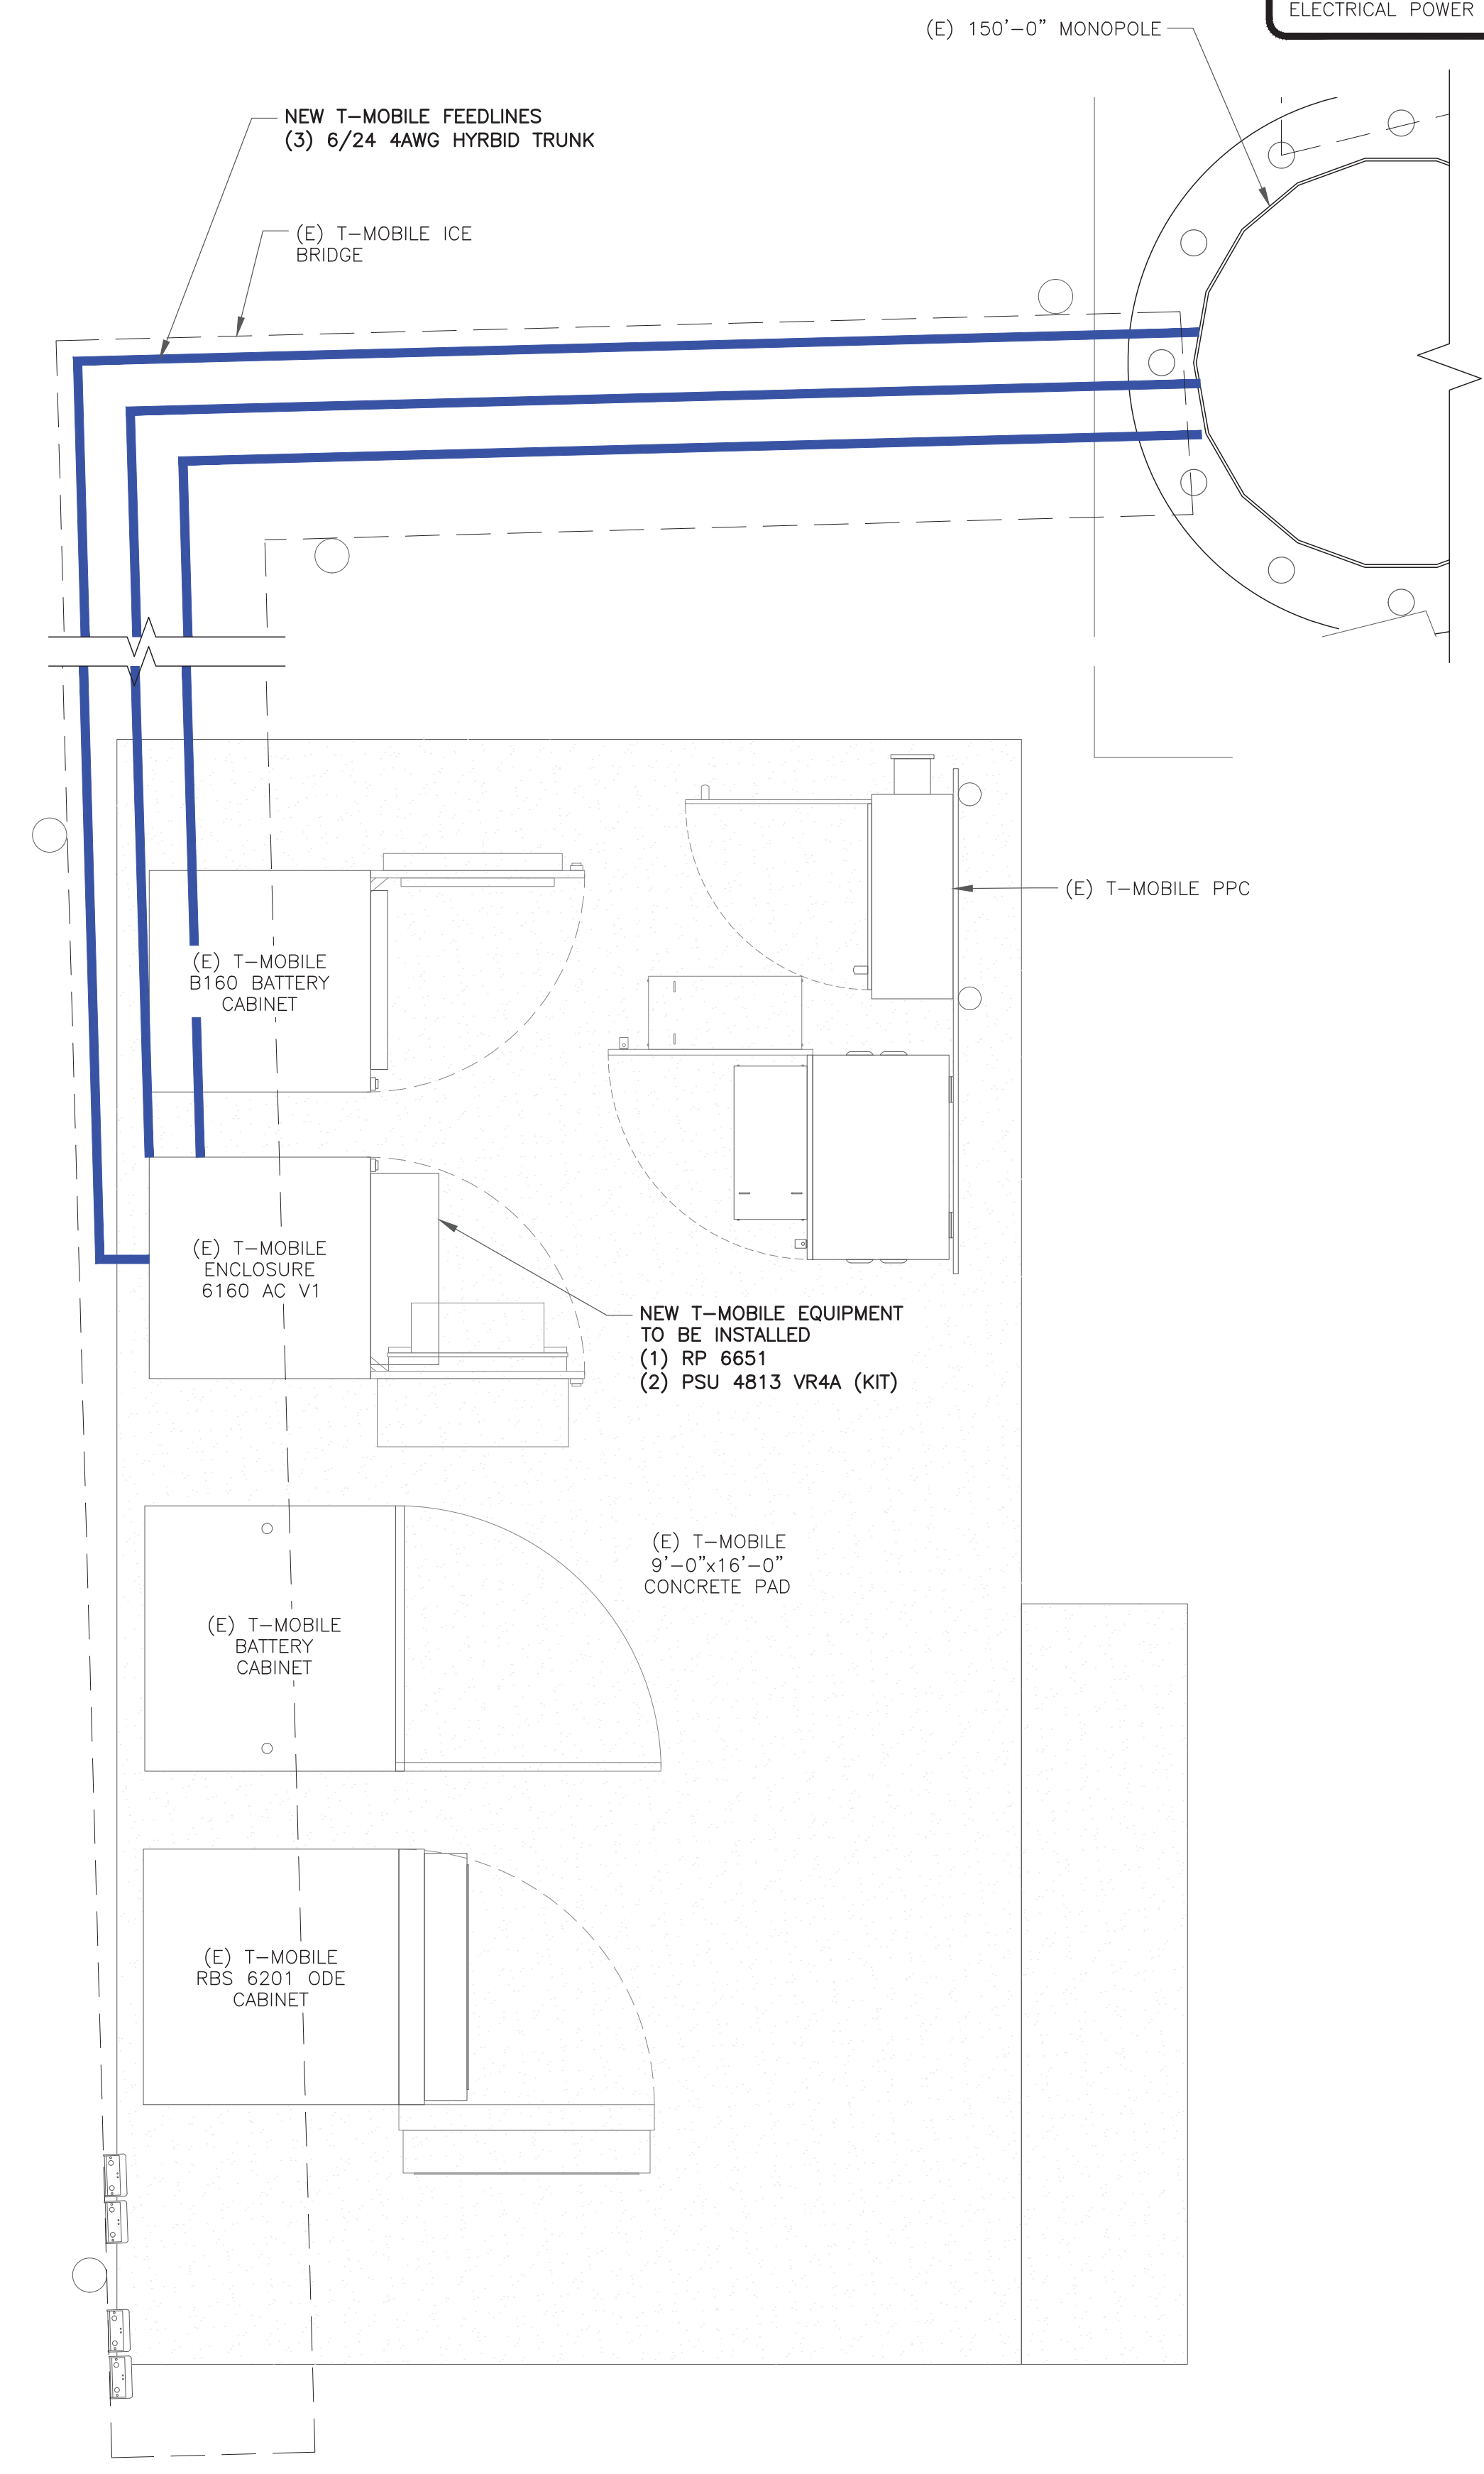 ELECTRICAL POWER
(E) 150'-0" MONOPOLE
NEW T-MOBILE FEEDLINES
(3) 6/24 4AWG HYRBID TRUNK
(E) T-MOBILE ICE
BRIDGE
(E) T-MOBILE PPC
(E) T-MOBILE
B160 BATTERY
CABINET
(E) T-MOBILE
ENCLOSURE
6160 AC V1
NEW T-MOBILE EQUIPMENT
TO BE INSTALLED
(1) RP 6651
(2) PSU 4813 VR4A (KIT)
(E) T-MOBILE
9'-0"x16'-0"
CONCRETE PAD
(E) T-MOBILE
BATTERY
CABINET
(E) T-MOBILE
RBS 6201 ODE
CABINET